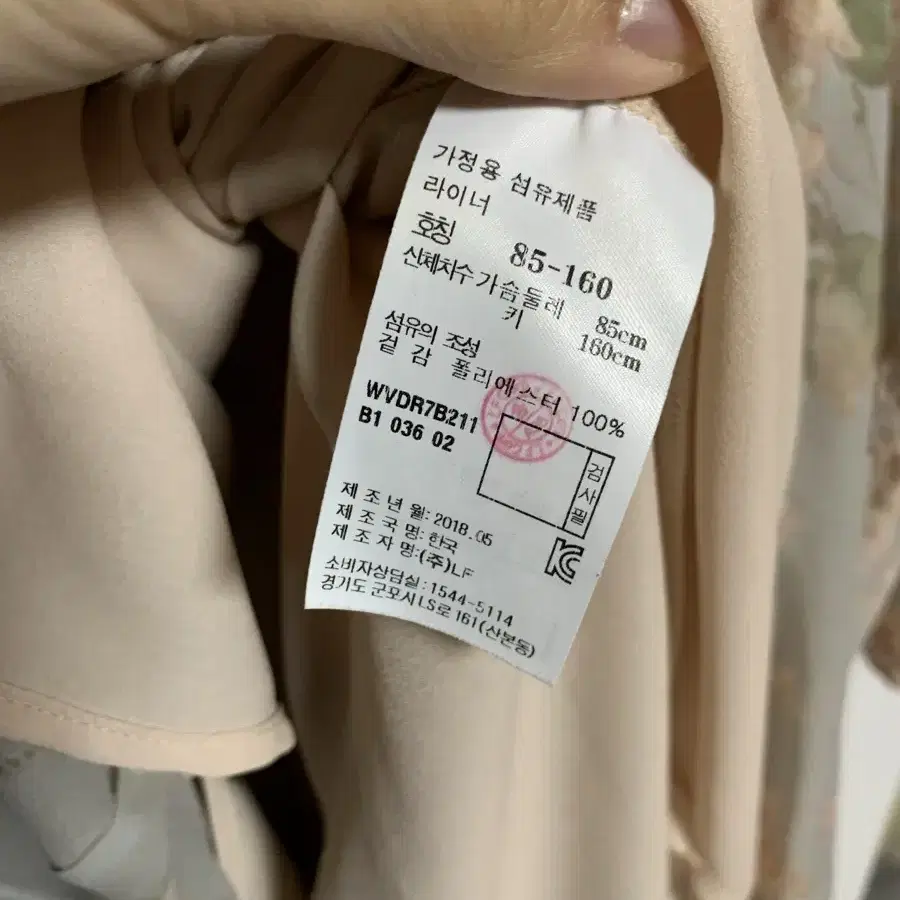 가정용 섬유제품
라이너
호칭 85-160
신체치수 가슴둘레 85cm
키 160cm
섬유의 조성
겉 감 폴리에스터 100%
WVDR7B211
B1 036 02
검사필
제 조 년 월: 2018.05
제 조 국 명: 한국
제 조 자 명:(주)LF
소비자상담실:1544-5114
경기도 군포시 LS로 161(산본동)